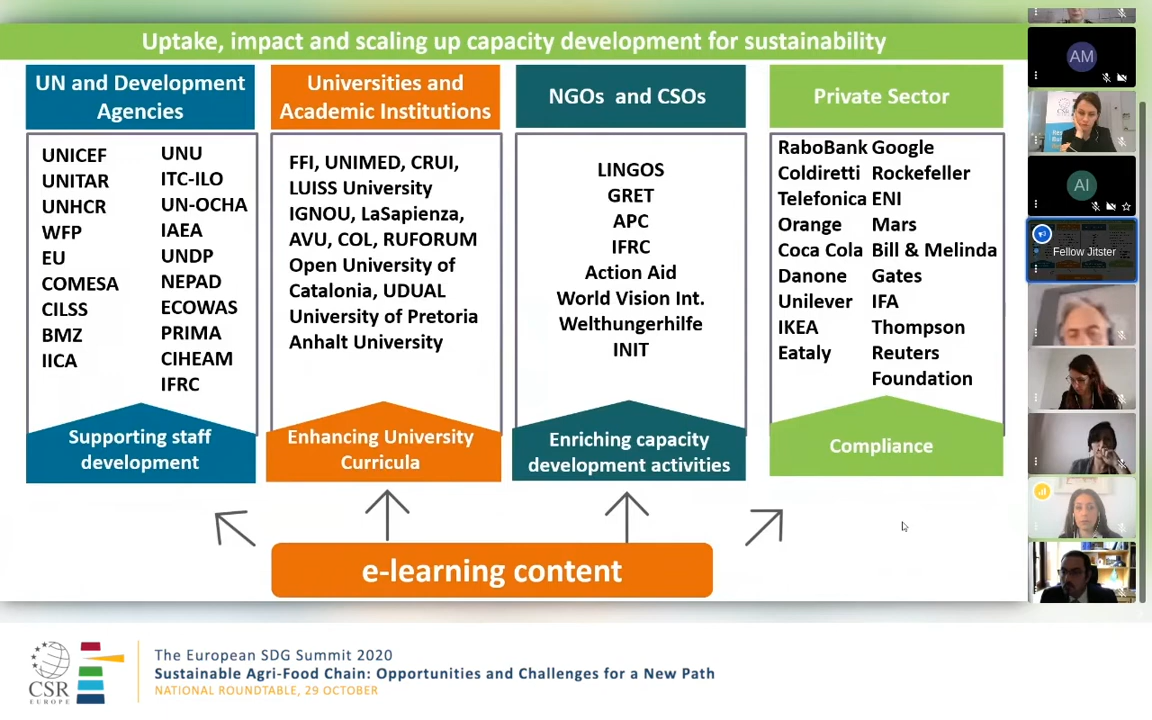 Uptake, impact and scaling up capacity development for sustainability
UN and Development
Agencies
UNICEF
UNITAR
UNHCR
WFP
EU
COMESA
CILSS
BMZ
IICA
UNU
ITC-ILO
UN-OCHA
IAEA
UNDP
NEPAD
ECOWAS
PRIMA
CIHEAM
IFRC
Supporting staff
development
Universities and
Academic Institutions
FFI, UNIMED, CRUI,
LUISS University
IGNOU, LaSapienza,
AVU, COL, RUFORUM
Open University of
Catalonia, UDUAL
University of Pretoria
Anhalt University
Enhancing University
Curricula
NGOs and CSOs
LINGOS
GRET
APC
IFRC
Action Aid
World Vision Int.
Welthungerhilfe
INIT
Enriching capacity
development activities
Private Sector
RaboBank
Coldiretti
Telefonica
Orange
Coca Cola
Danone
Unilever
IKEA
Eataly
Google
Rockefeller
ENI
Mars
Bill & Melinda
Gates
IFA
Thompson
Reuters
Foundation
Compliance
e-learning content
AM
AI
Fellow Jitster
CSR
EUROPE
The European SDG Summit 2020
Sustainable Agri-Food Chain: Opportunities and Challenges for a New Path
NATIONAL ROUNDTABLE, 29 OCTOBER